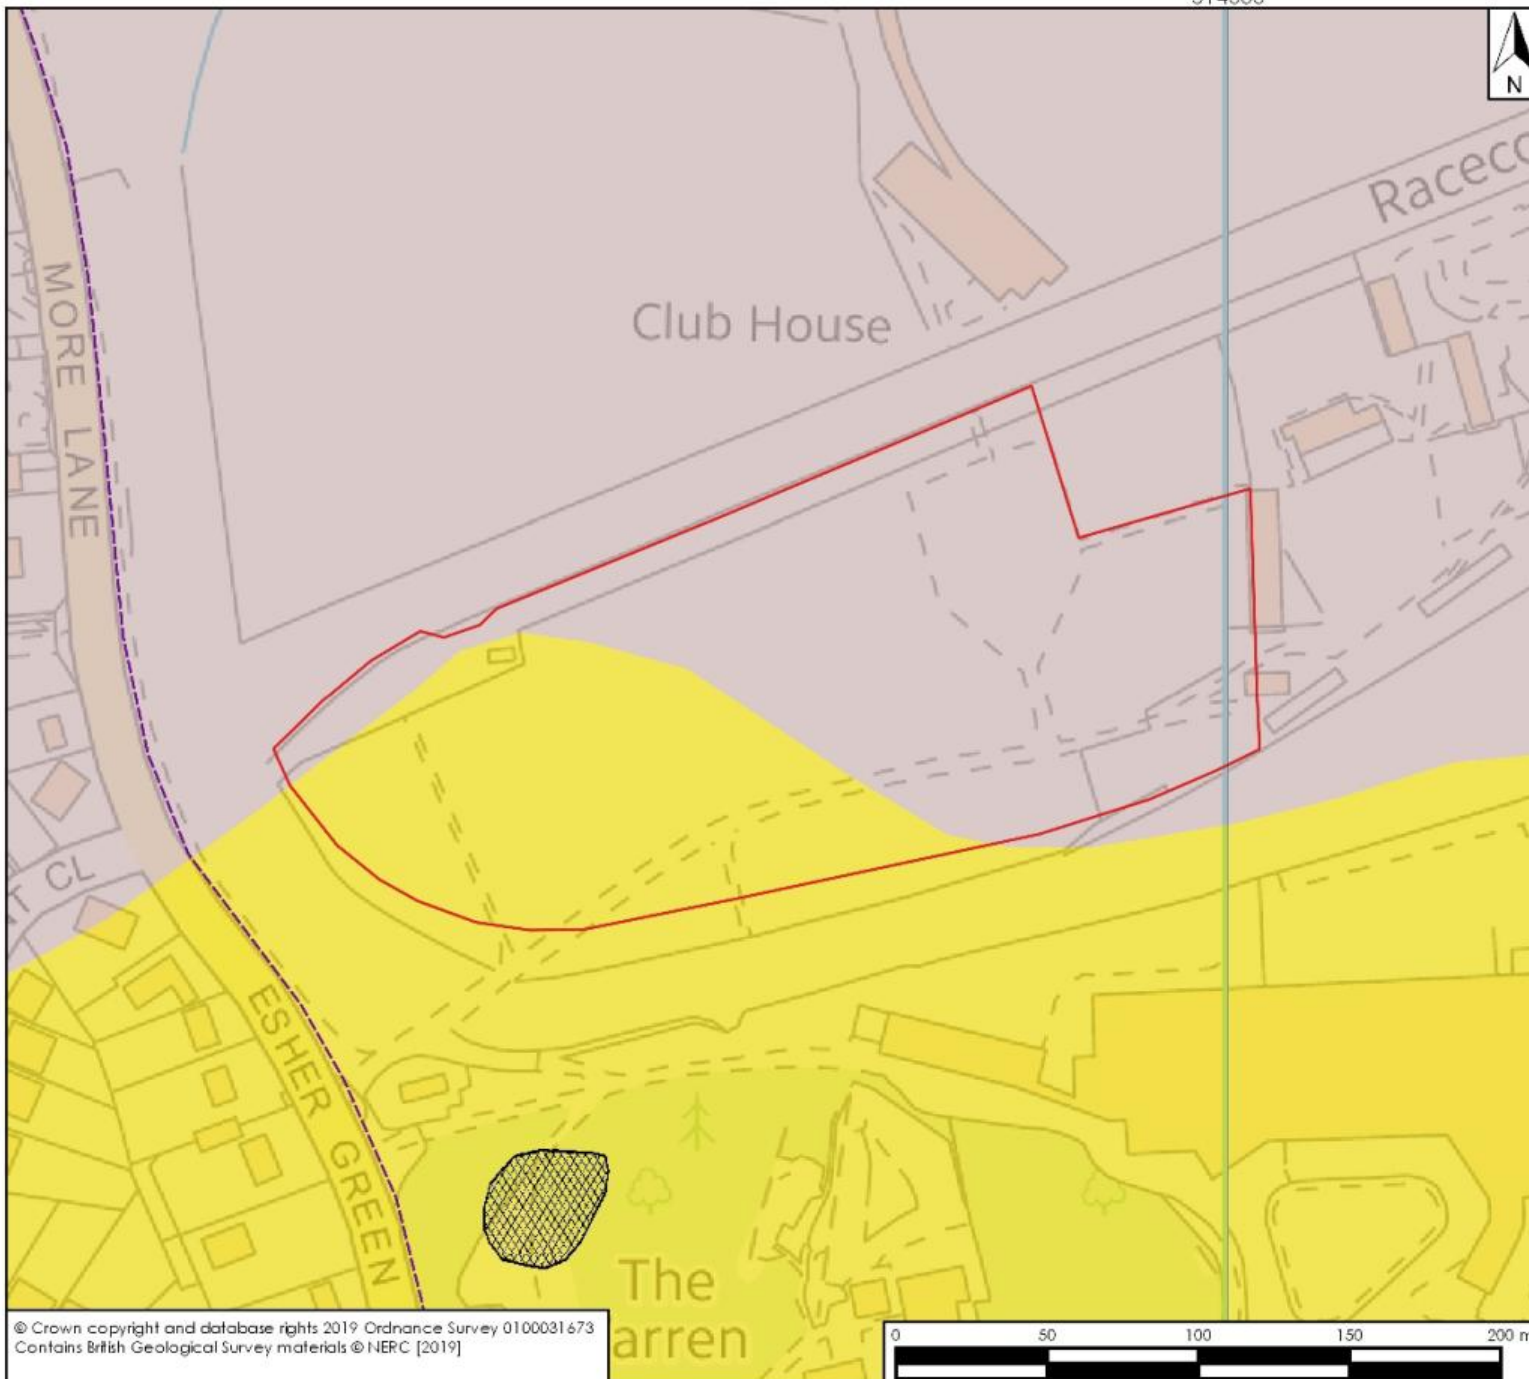 N
Racecc
Club House
MORE LANE
CL
ESHER GREEN
The
arren
© Crown copyright and database rights 2019 Ordnance Survey 0100031673
Contains British Geological Survey materials © NERC [2019]
0 50 100 150 200 m